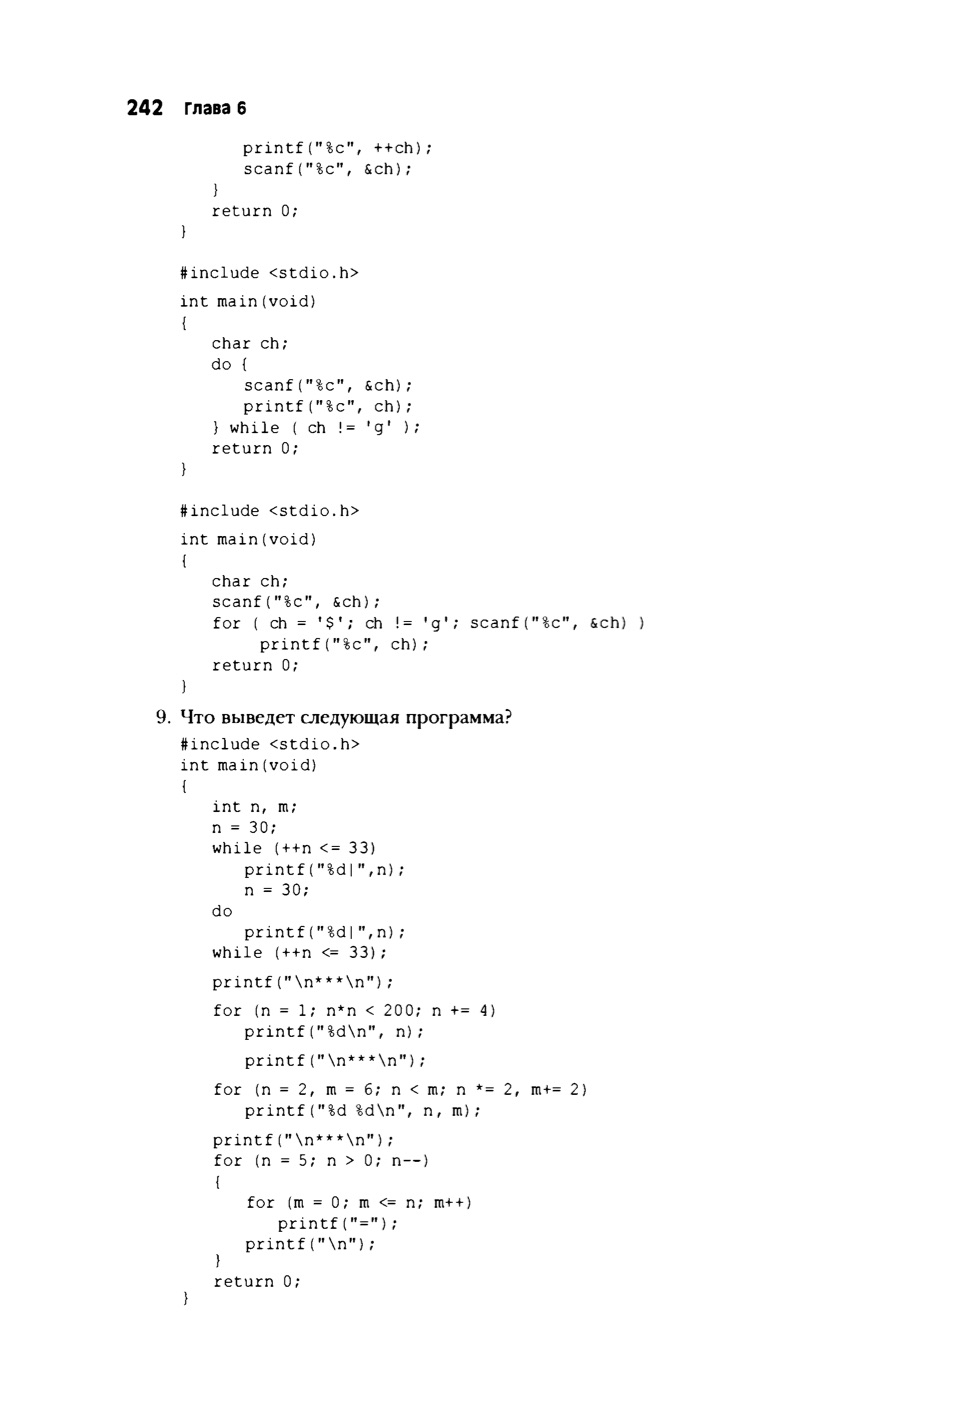 242 Глава 6
printf("%c", ++ch);
scanf("%c", &ch);
}
return 0;
}
#include <stdio.h>
int main(void)
{
char ch;
do {
scanf("%c", &ch);
printf("%c", ch);
} while ( ch != 'g' );
return 0;
}
#include <stdio.h>
int main(void)
{
char ch;
scanf("%c", &ch);
for ( ch = '$'; ch != 'g'; scanf("%c", &ch) )
printf("%c", ch);
return 0;
}
9. Что выведет следующая программа?
#include <stdio.h>
int main(void)
{
int n, m;
n = 30;
while (++n <= 33)
printf("%d|",n);
n = 30;
do
printf("%d|",n);
while (++n <= 33);
printf("\n***\n");
for (n = 1; n*n < 200; n += 4)
printf("%d\n", n);
printf("\n***\n");
for (n = 2, m = 6; n < m; n *= 2, m+= 2)
printf("%d %d\n", n, m);
printf("\n***\n");
for (n = 5; n > 0; n--)
{
for (m = 0; m <= n; m++)
printf("=");
printf("\n");
}
return 0;
}